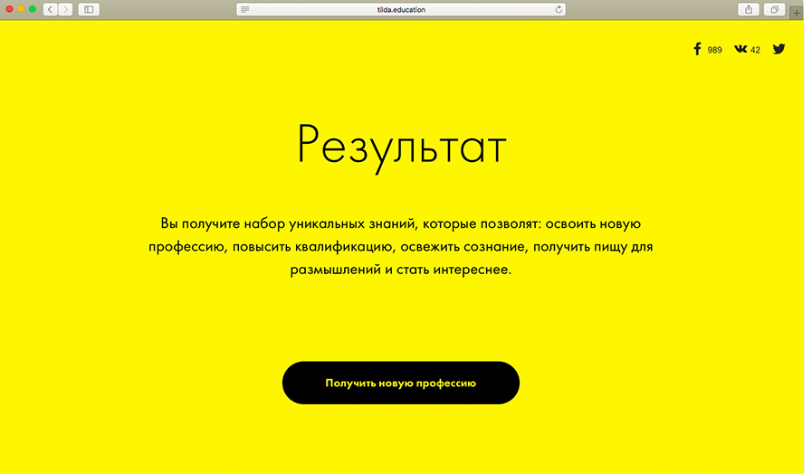 tilda.education
989
42
Результат
Вы получите набор уникальных знаний, которые позволят: освоить новую
профессию, повысить квалификацию, освежить сознание, получить пищу для
размышлений и стать интереснее.
Получить новую профессию